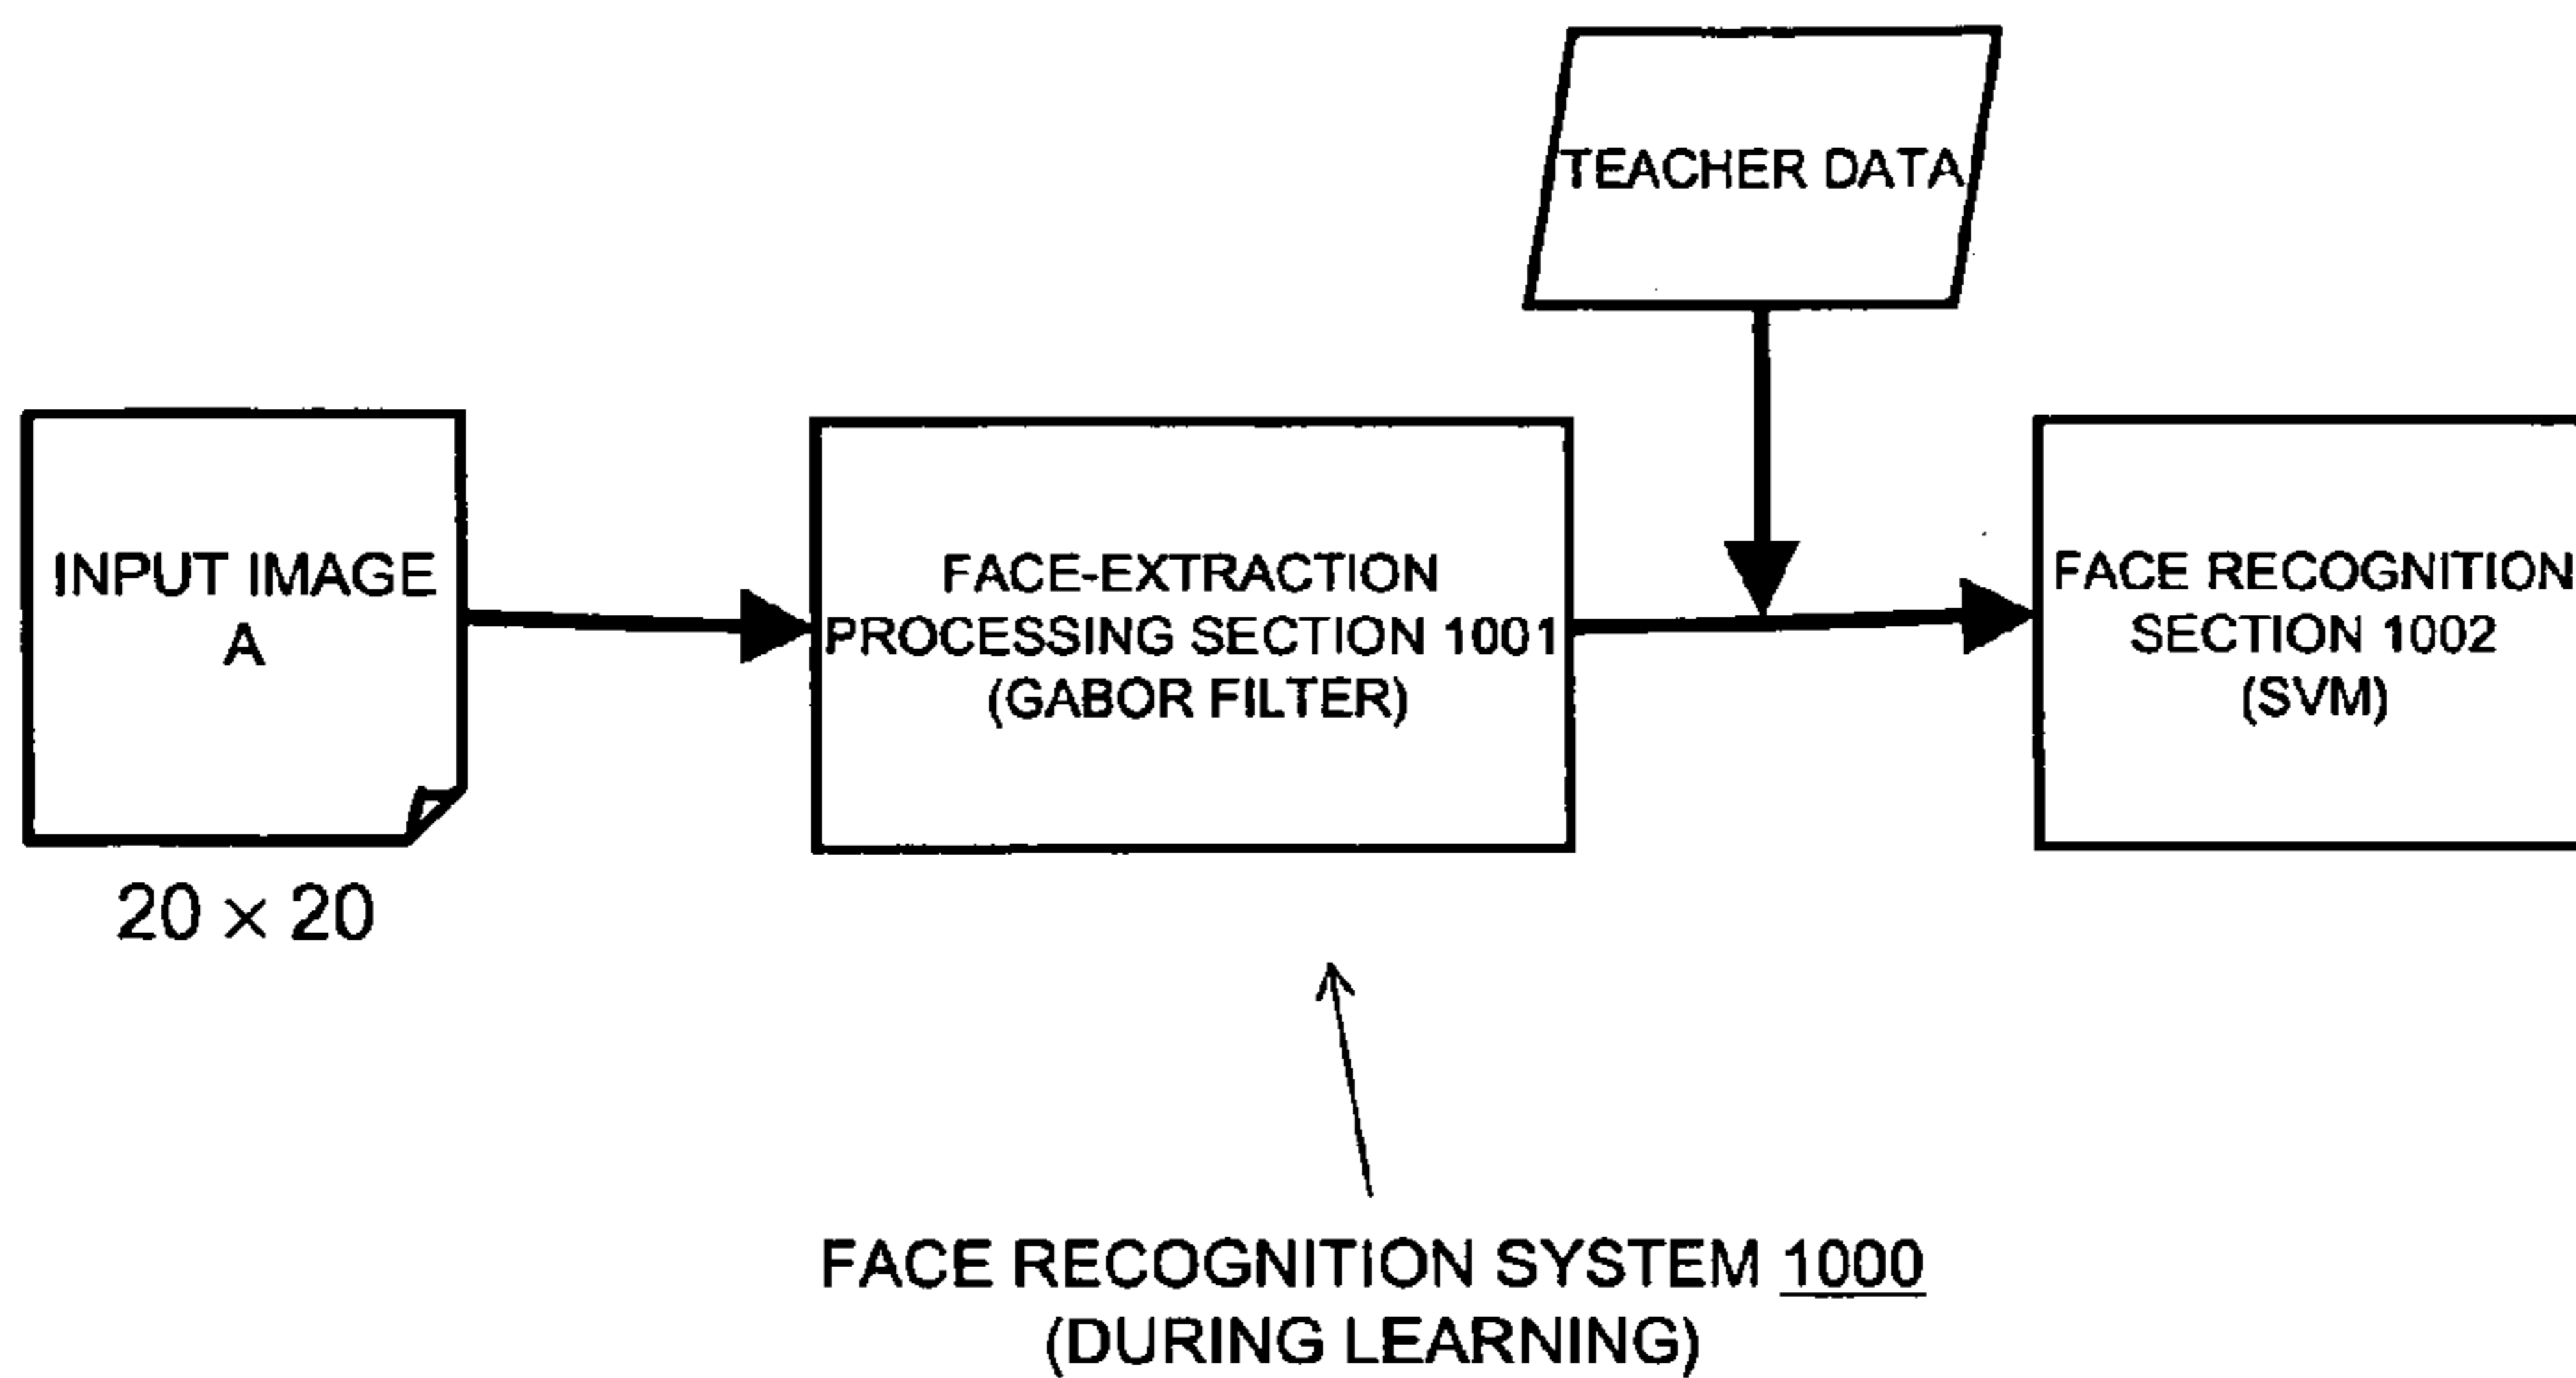 TEACHER DATA
INPUT IMAGE
A
20 × 20
FACE-EXTRACTION
PROCESSING SECTION 1001
(GABOR FILTER)
FACE RECOGNITION
SECTION 1002
(SVM)
FACE RECOGNITION SYSTEM 1000
(DURING LEARNING)